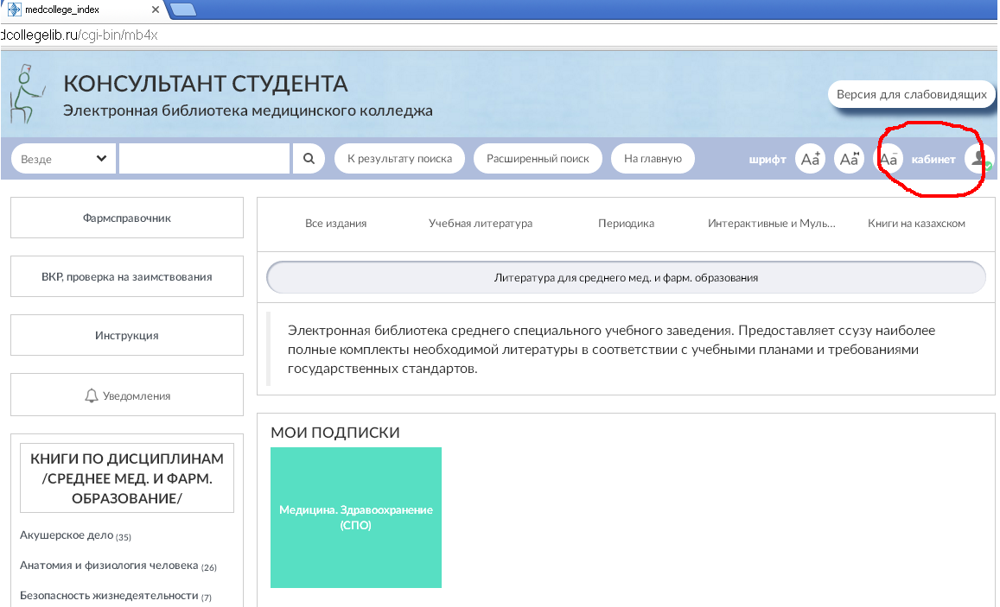 medcollege_index
dcollegelib.ru/cgi-bin/mb4x
КОНСУЛЬТАНТ СТУДЕНТА
Электронная библиотека медицинского колледжа
Версия для слабовидящих
Везде
К результату поиска
Расширенный поиск
На главную
шрифт
Aa+
Aa
Aa−
кабинет
Фармсправочник
ВКР, проверка на заимствования
Инструкция
Уведомления
КНИГИ ПО ДИСЦИПЛИНАМ
/СРЕДНЕЕ МЕД. И ФАРМ.
ОБРАЗОВАНИЕ/
Акушерское дело (35)
Анатомия и физиология человека (26)
Безопасность жизнедеятельности (7)
Все издания
Учебная литература
Периодика
Интерактивные и Муль...
Книги на казахском
Литература для среднего мед. и фарм. образования
Электронная библиотека среднего специального учебного заведения. Предоставляет ссузу наиболее
полные комплекты необходимой литературы в соответствии с учебными планами и требованиями
государственных стандартов.
МОИ ПОДПИСКИ
Медицина. Здравоохранение
(СПО)